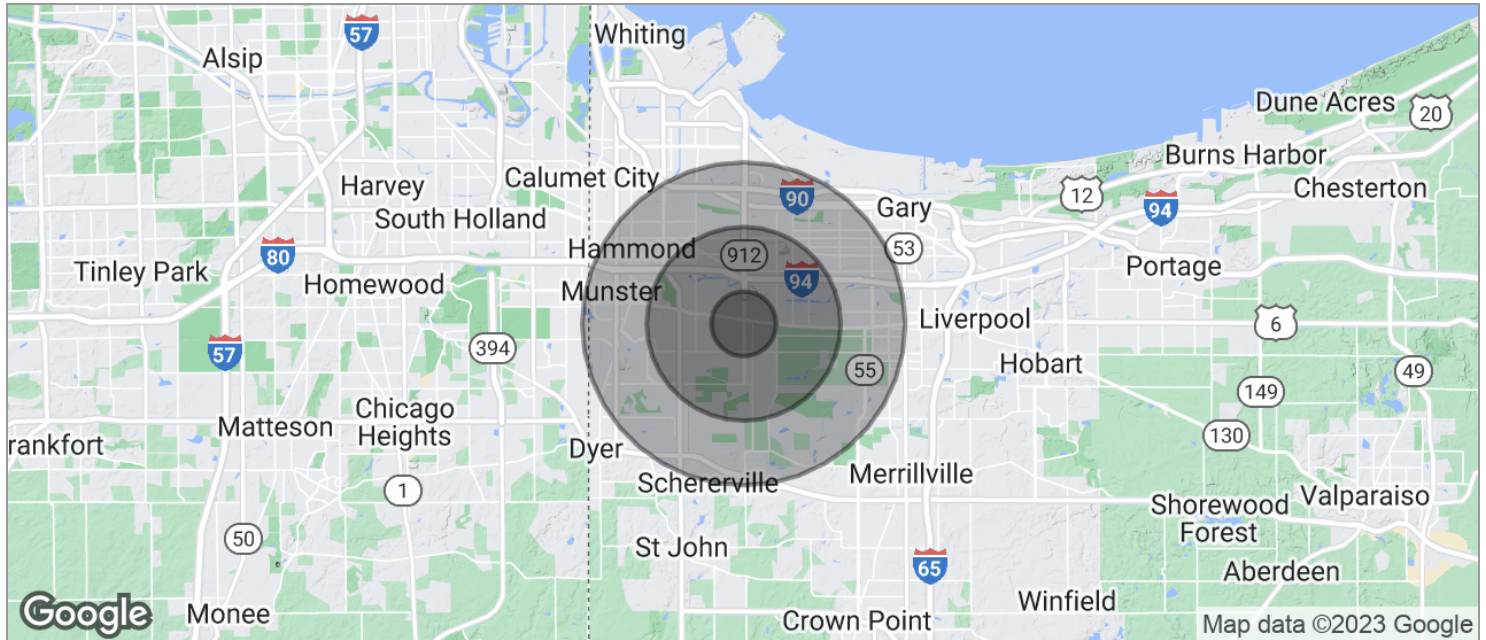 57
Whiting
Alsip
Dune Acres
20
Burns Harbor
Calumet City
Harvey
90
12
Chesterton
South Holland
Gary
94
Hammond
53
80
912
Tinley Park
94
Portage
Homewood
Munster
Liverpool
6
57
394
Hobart
55
49
149
Chicago
Heights
Matteson
130
rankfort
Dyer
Merrillville
Schererville
1
Shorewood
Forest
Valparaiso
50
St John
65
Aberdeen
Monee
Winfield
Crown Point
Google
Map data ©2023 Google